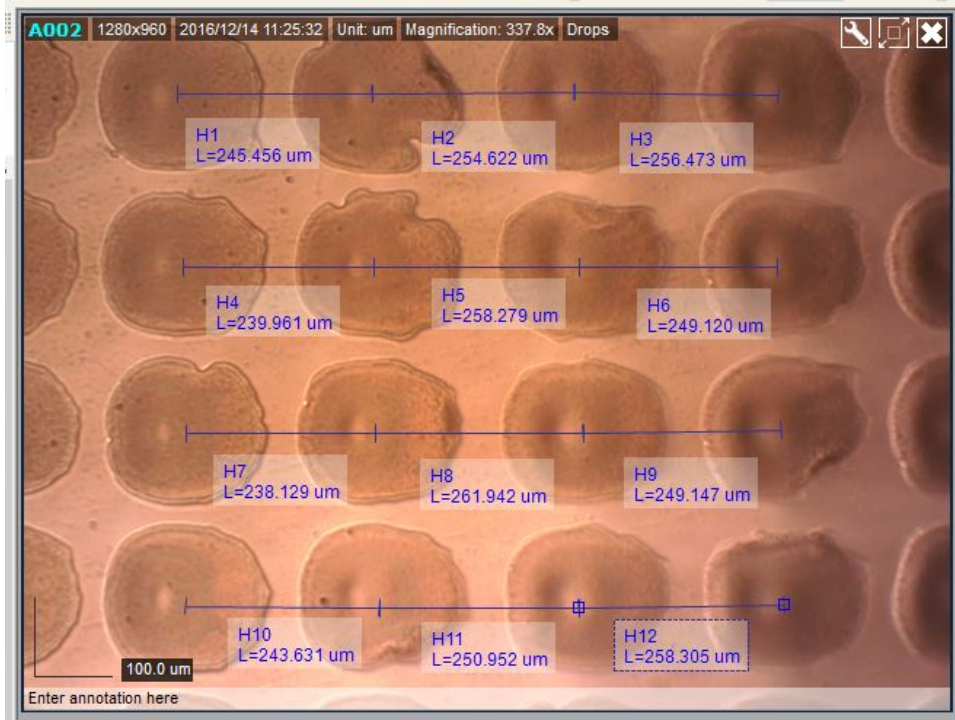 A002 1280x960 2016/12/14 11:25:32 Unit: um Magnification: 337.8x Drops
H1
L=245.456 um
H2
L=254.622 um
H3
L=256.473 um
H4
L=239.961 um
H5
L=258.279 um
H6
L=249.120 um
H7
L=238.129 um
H8
L=261.942 um
H9
L=249.147 um
H10
L=243.631 um
H11
L=250.952 um
H12
L=258.305 um
100.0 um
Enter annotation here